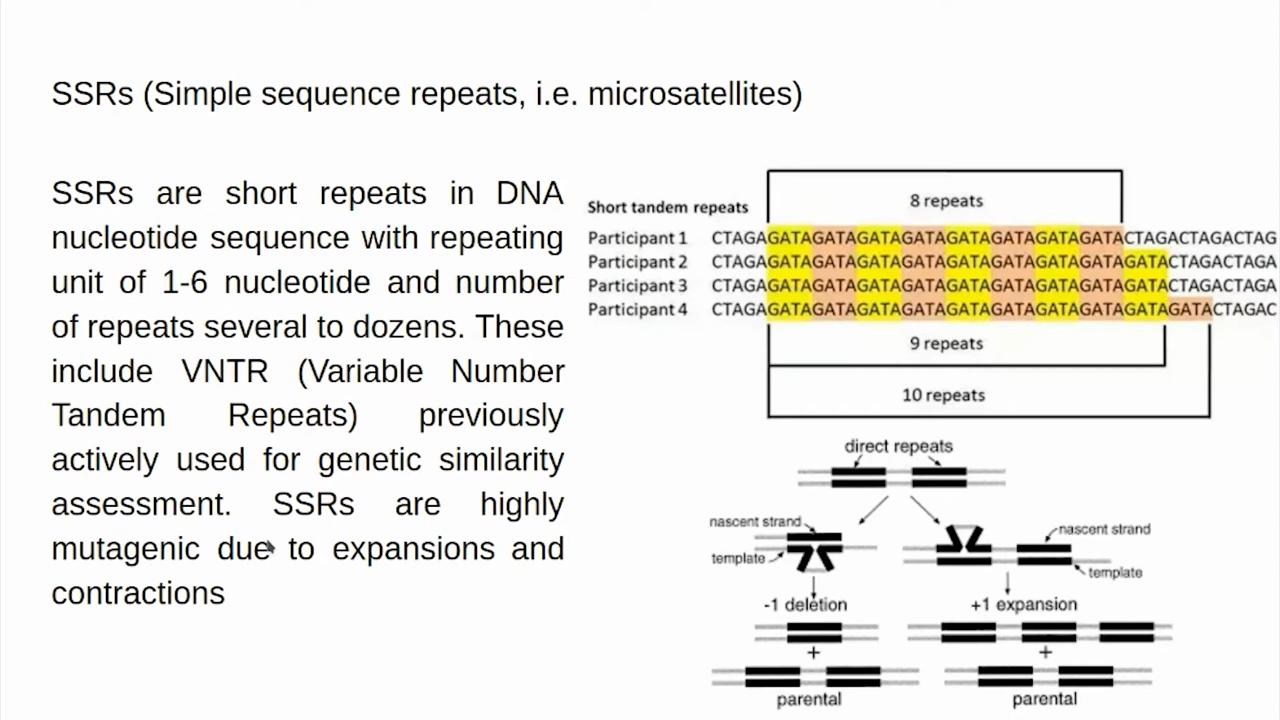 SSRs (Simple sequence repeats, i.e. microsatellites)
SSRs are short repeats in DNA
nucleotide sequence with repeating
unit of 1-6 nucleotide and number
of repeats several to dozens. These
include VNTR (Variable Number
Tandem Repeats) previously
actively used for genetic similarity
assessment. SSRs are highly
mutagenic due to expansions and
contractions
8 repeats
Short tandem repeats
Participant 1 CTAGAGATAGATAGATAGATAGATAGATAGATAGATACTAGACTAGACTAG
Participant 2 CTAGAGATAGATAGATAGATAGATAGATAGATAGATAGATACTAGACTAGA
Participant 3 CTAGAGATAGATAGATAGATAGATAGATAGATAGATAGATACTAGACTAGA
Participant 4 CTAGAGATAGATAGATAGATAGATAGATAGATAGATAGATAGATACTAGAC
9 repeats
10 repeats
direct repeats
nascent strand
template
nascent strand
template
-1 deletion
+1 expansion
+
+
parental
parental